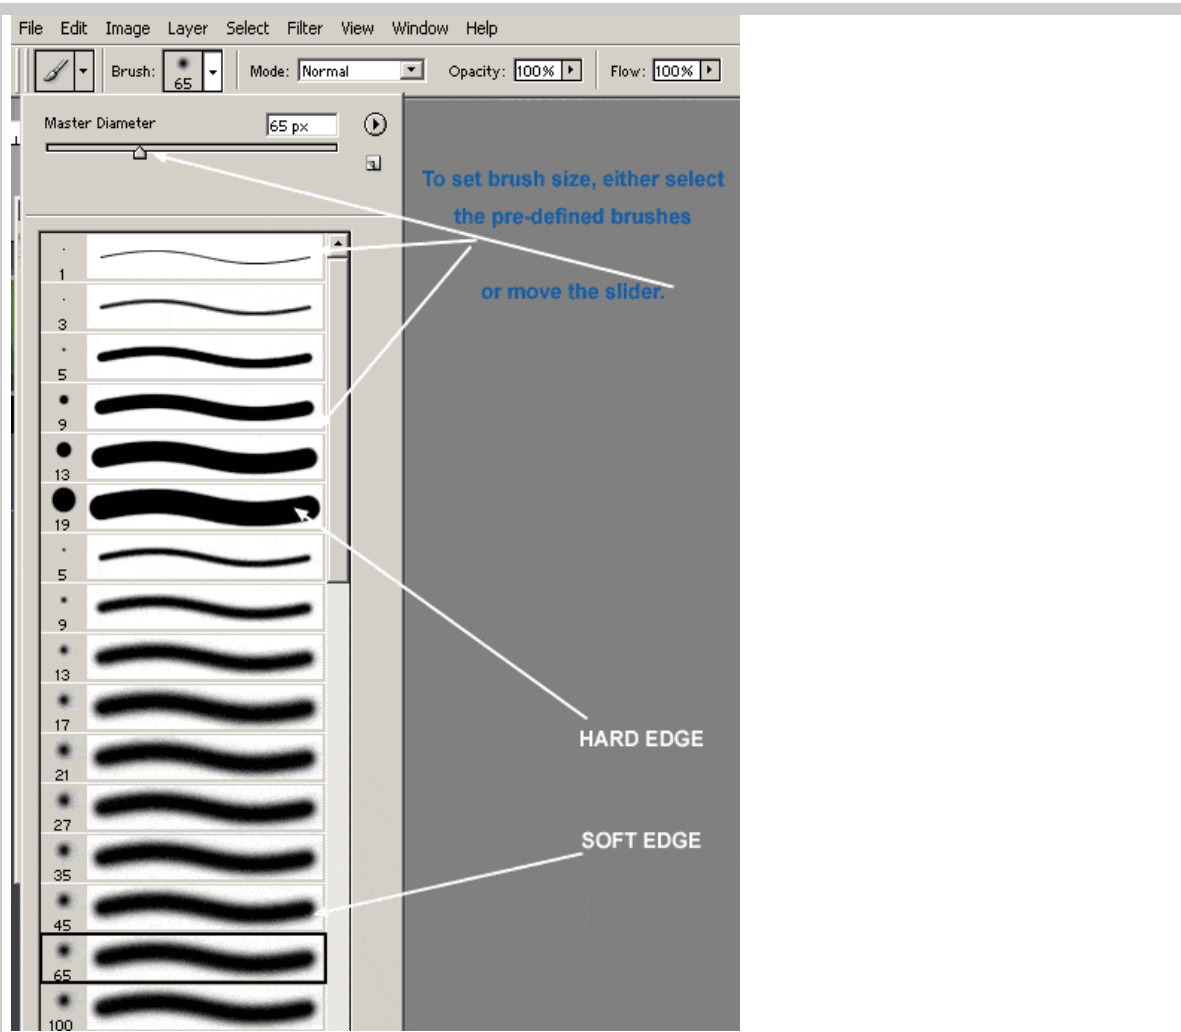 File Edit Image Layer Select Filter View Window Help
Brush: 65 Mode: Normal Opacity: 100% Flow: 100%
Master Diameter 65 px
To set brush size, either select
the pre-defined brushes
or move the slider.
1
3
5
9
13
19
5
9
13
17
HARD EDGE
21
27
SOFT EDGE
35
45
65
100